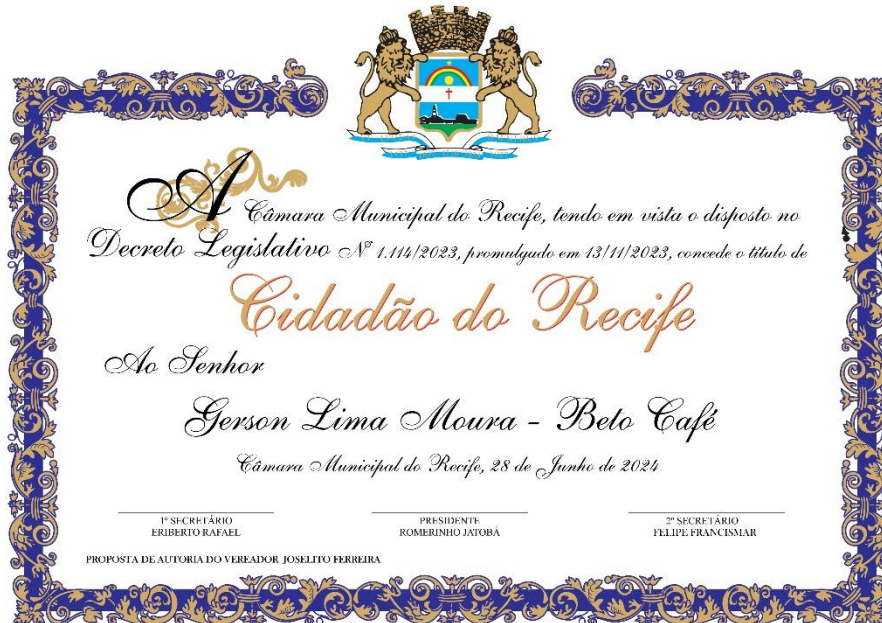 A Câmara Municipal do Recife, tendo em vista o disposto no
Decreto Legislativo Nº 1.114/2023, promulgado em 13/11/2023, concede o título de
Cidadão do Recife
Ao Senhor
Gerson Lima Moura - Beto Café
Câmara Municipal do Recife, 28 de Junho de 2024
1º SECRETÁRIO PRESIDENTE 2º SECRETÁRIO
ERIBERTO RAFAEL ROMERINHO JATOBÁ FELIPE FRANCISMAR
PROPOSTA DE AUTORIA DO VEREADOR JOSELITO FERREIRA